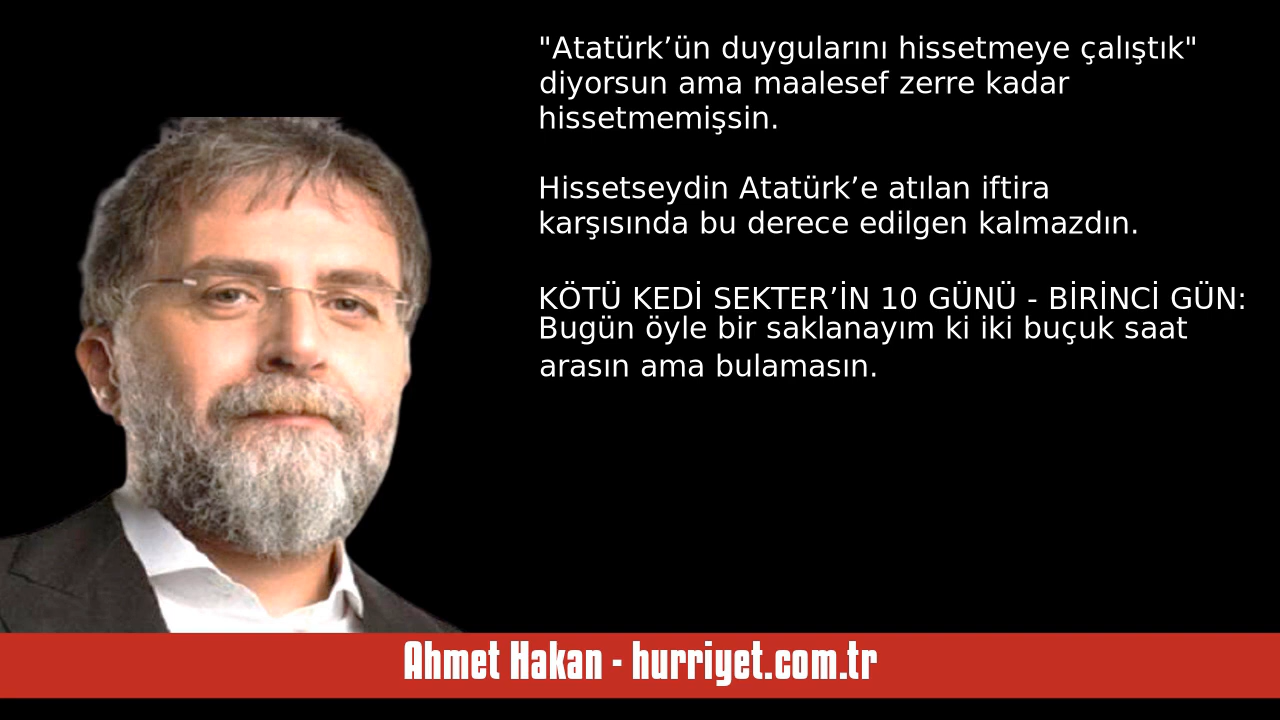 "Atatürk’ün duygularını hissetmeye çalıştık"
diyorsun ama maalesef zerre kadar
hissetmemişsin.
Hissetseydin Atatürk’e atılan iftira
karşısında bu derece edilgen kalmazdın.
KÖTÜ KEDİ SEKTER’İN 10 GÜNÜ - BİRİNCİ GÜN:
Bugün öyle bir saklanayım ki iki buçuk saat
arasın ama bulamasın.
Ahmet Hakan - hurriyet.com.tr